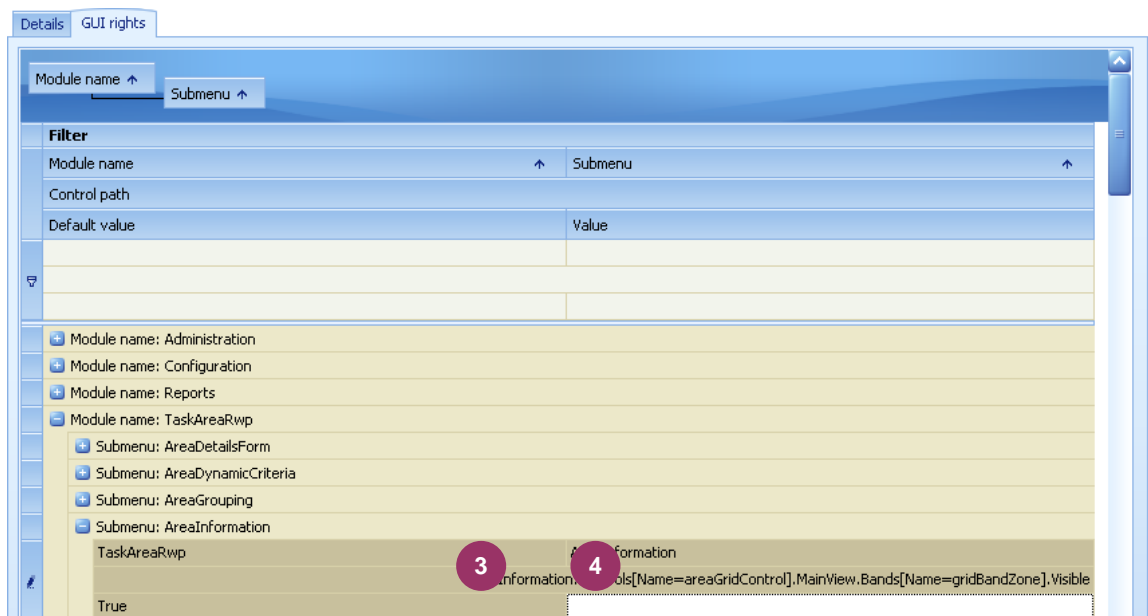 Details GUI rights
Module name
Submenu
Filter
Module name Submenu
Control path
Default value Value
Module name: Administration
Module name: Configuration
Module name: Reports
Module name: TaskAreaRwp
Submenu: AreaDetailsForm
Submenu: AreaDynamicCriteria
Submenu: AreaGrouping
Submenu: AreaInformation
TaskAreaRwp
3 4
[Name=areaGridControl].MainView.Bands[Name=gridBandZone].Visible
True